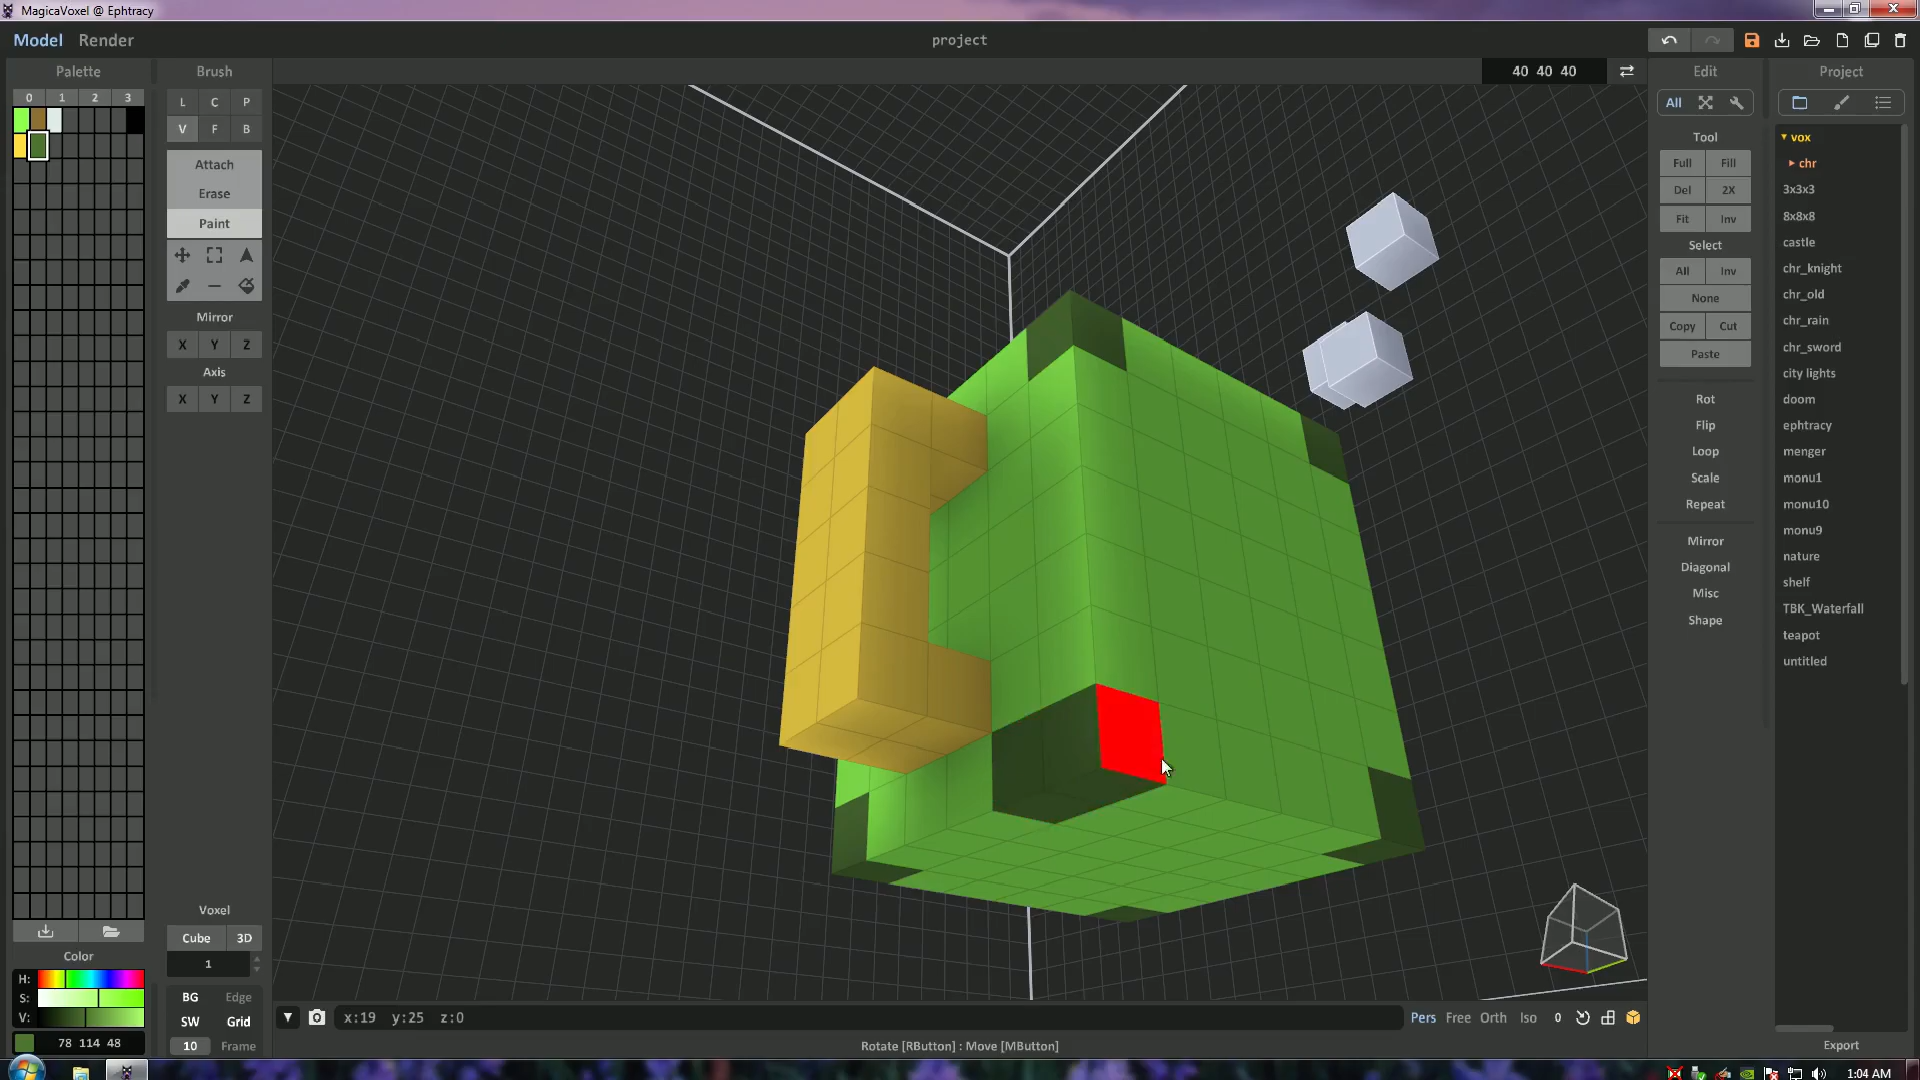 MagicaVoxel @ Ephtracy
Model Render
project
Palette
0 1 2 3
Color
H:
S:
V:
78 114 48
Brush
L C P
V F B
Attach
Erase
Paint
Mirror
X Y Z
Axis
X Y Z
Voxel
Cube 3D
1
BG Edge
SW Grid
10 Frame
40 40 40
x:19 y:25 z:0
Pers Free Orth Iso 0
Rotate [RButton] : Move [MButton]
Edit
All
Tool
Full Fill
Del 2X
Fit Inv
Select
All Inv
None
Copy Cut
Paste
Rot
Flip
Loop
Scale
Repeat
Mirror
Diagonal
Misc
Shape
Project
vox
chr
3x3x3
8x8x8
castle
chr_knight
chr_old
chr_rain
chr_sword
city lights
doom
ephtracy
menger
monu1
monu10
monu9
nature
shelf
TBK_Waterfall
teapot
untitled
Export
1:04 AM